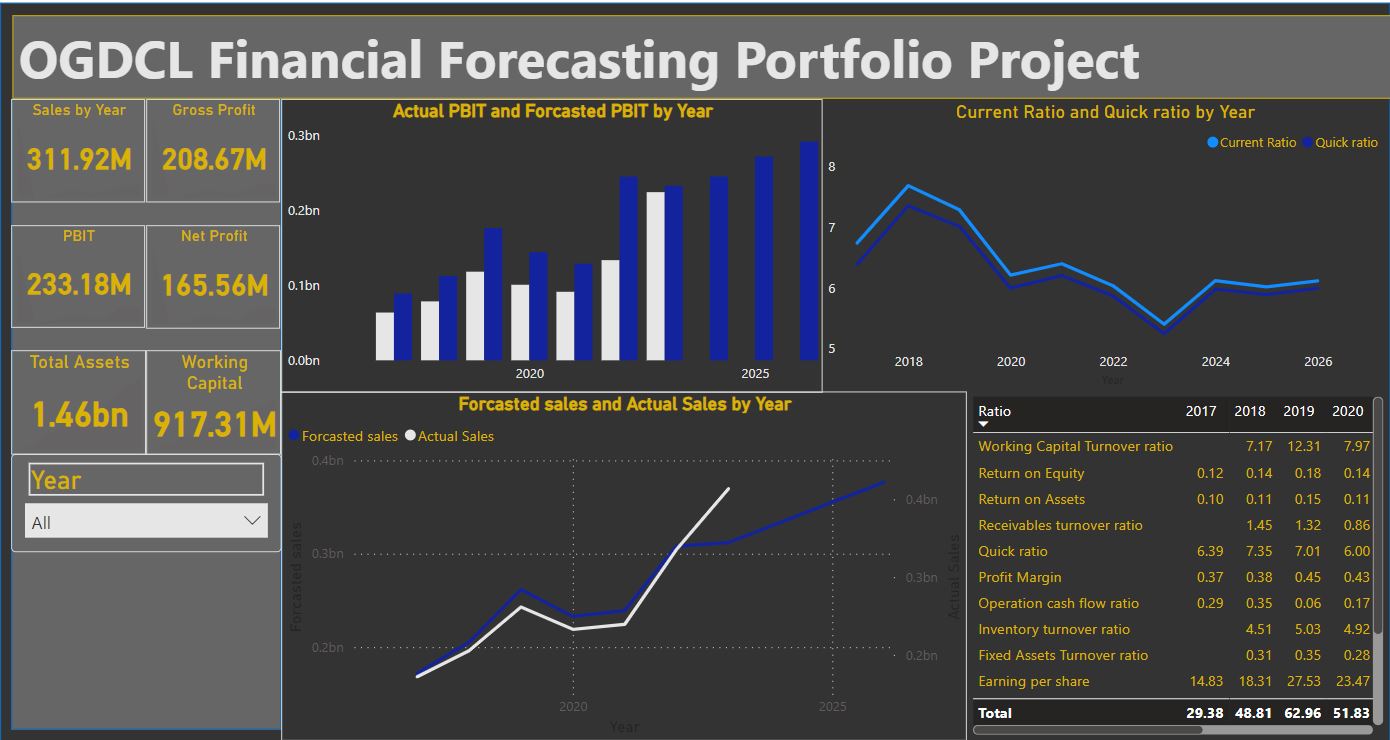 OGDCL Financial Forecasting Portfolio Project
Sales by Year
311.92M
Gross Profit
208.67M
PBIT
233.18M
Net Profit
165.56M
Total Assets
1.46bn
Working
Capital
917.31M
Year
All
Actual PBIT and Forcasted PBIT by Year
0.3bn
0.2bn
0.1bn
0.0bn
2020 2025
Current Ratio and Quick ratio by Year
Current Ratio Quick ratio
8
7
6
5
2018 2020 2022 2024 2026
Year
Forcasted sales and Actual Sales by Year
Forcasted sales Actual Sales
Forcasted sales
0.4bn
0.3bn
0.2bn
0.4bn
0.3bn
0.2bn
Actual Sales
2020 2025
Year
Ratio 2017 2018 2019 2020
Working Capital Turnover ratio 7.17 12.31 7.97
Return on Equity 0.12 0.14 0.18 0.14
Return on Assets 0.10 0.11 0.15 0.11
Receivables turnover ratio 1.45 1.32 0.86
Quick ratio 6.39 7.35 7.01 6.00
Profit Margin 0.37 0.38 0.45 0.43
Operation cash flow ratio 0.29 0.35 0.06 0.17
Inventory turnover ratio 4.51 5.03 4.92
Fixed Assets Turnover ratio 0.31 0.35 0.28
Earning per share 14.83 18.31 27.53 23.47
Total 29.38 48.81 62.96 51.83